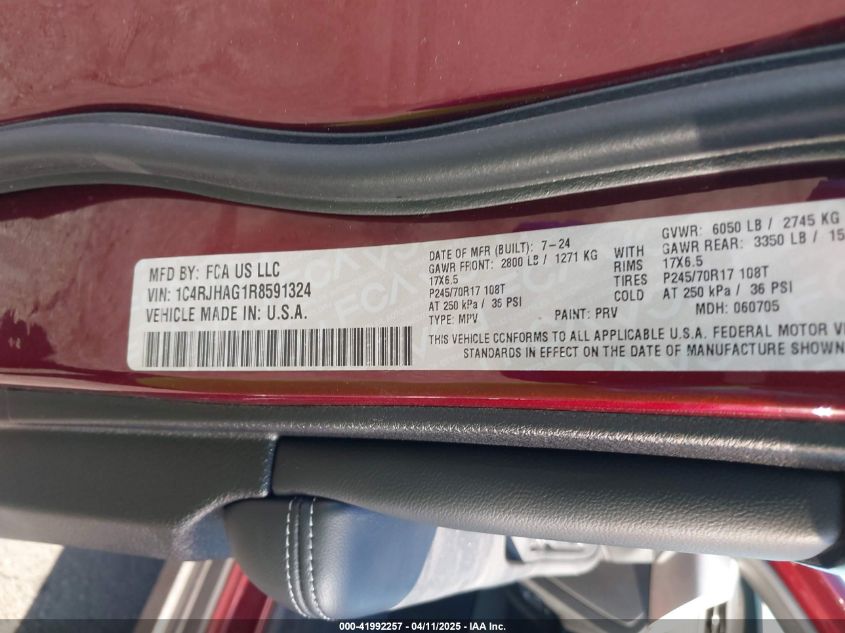 MFD BY: FCA US LLC
VIN: 1C4RJHAG1R8591324
VEHICLE MADE IN: U.S.A.
DATE OF MFR (BUILT): 7-24
GAWR FRONT: 2800 LB / 1271 KG
17X6.5
P245/70R17 108T
AT 250 kPa / 36 PSI
TYPE: MPV
PAINT: PRV
WITH
RIMS
TIRES
COLD
GVWR: 6050 LB / 2745 KG
GAWR REAR: 3350 LB / 15
17X6.5
P245/70R17 108T
AT 250 kPa / 36 PSI
MDH: 060705
THIS VEHICLE CONFORMS TO ALL APPLICABLE U.S.A. FEDERAL MOTOR VE
STANDARDS IN EFFECT ON THE DATE OF MANUFACTURE SHOWN
000-41992257 - 04/11/2025 - IAA Inc.